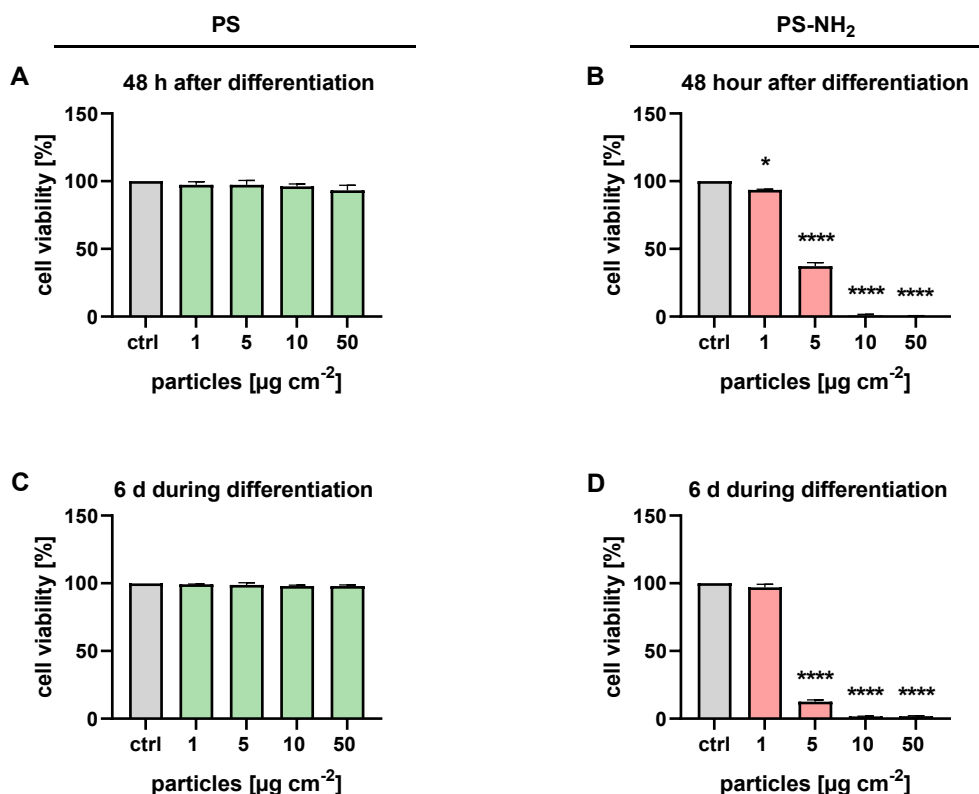 PS
PS-NH₂
A
48 h after differentiation
150
100
50
0
cell viability [%]
ctrl 1 5 10 50
particles [µg cm⁻²]
B
48 hour after differentiation
150
100
50
0
cell viability [%]
*
****
**** ****
ctrl 1 5 10 50
particles [µg cm⁻²]
C
6 d during differentiation
150
100
50
0
cell viability [%]
ctrl 1 5 10 50
particles [µg cm⁻²]
D
6 d during differentiation
150
100
50
0
cell viability [%]
**** **** ****
ctrl 1 5 10 50
particles [µg cm⁻²]